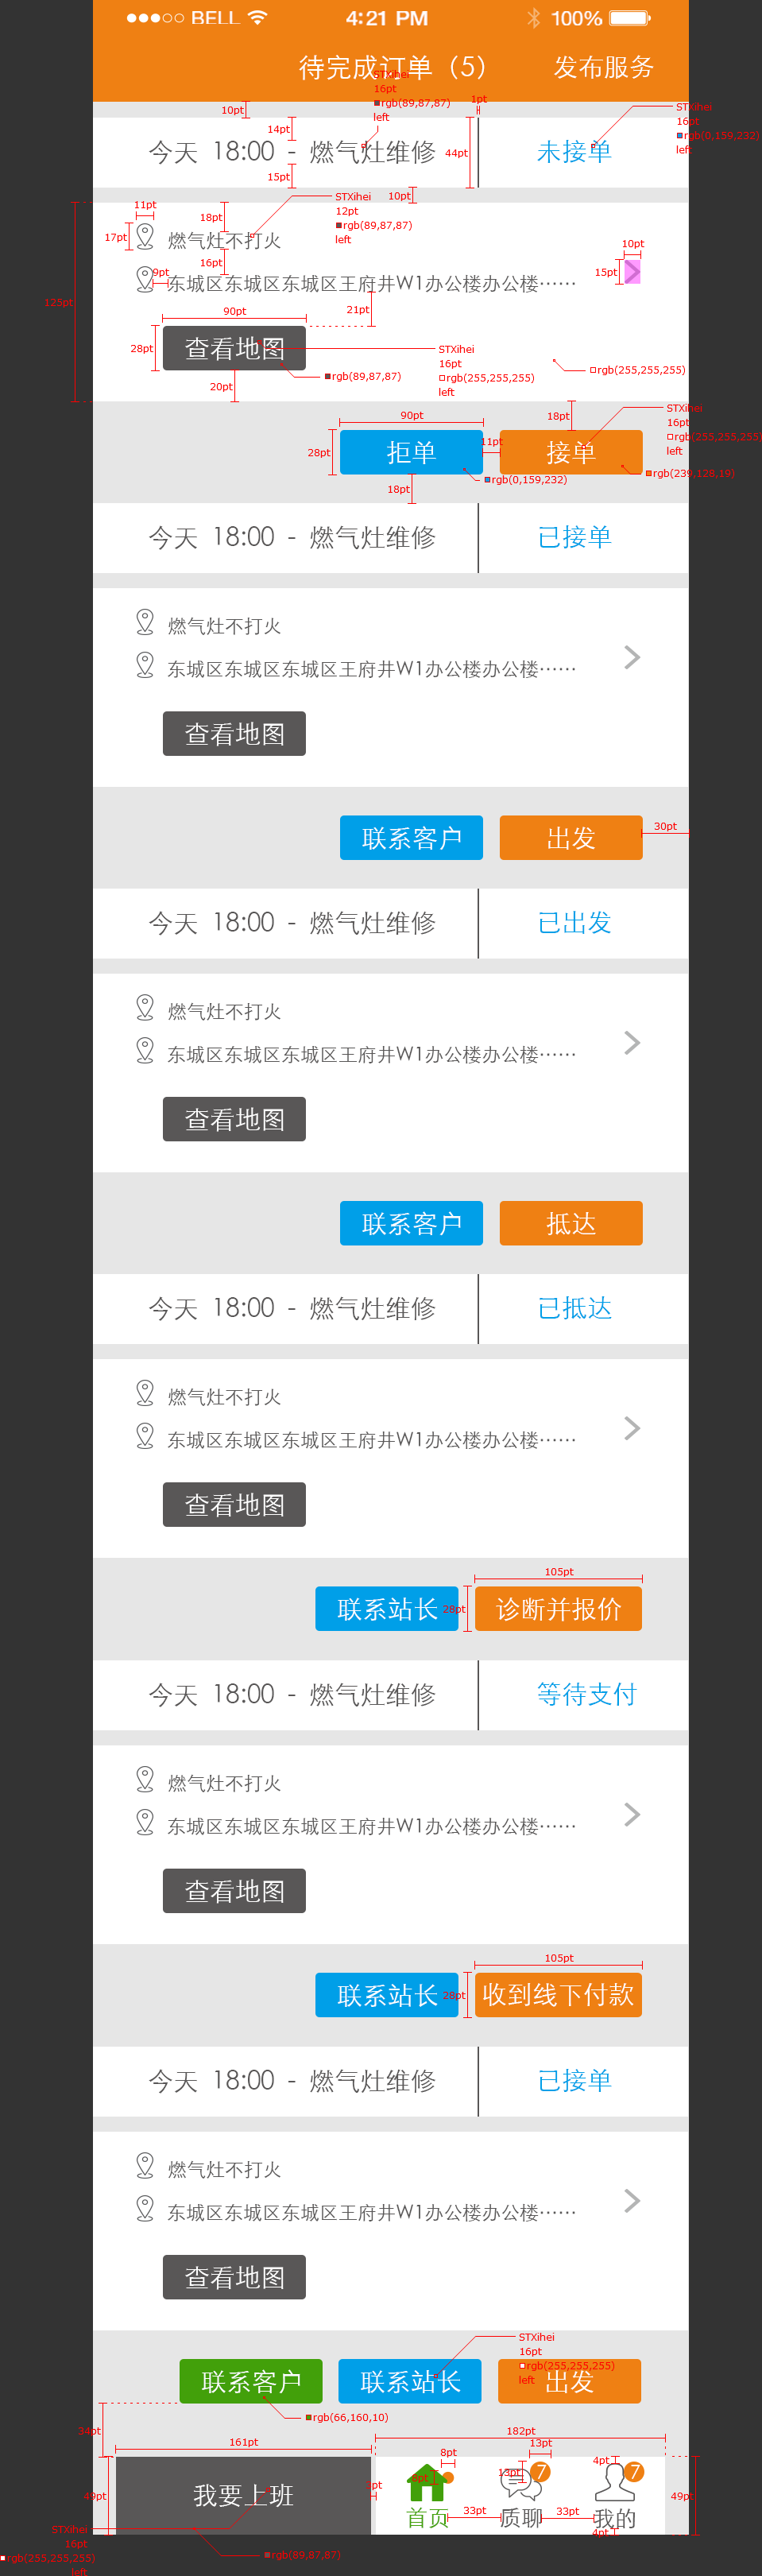 BELL 4:21 PM 100%
待完成订单（5） 发布服务
STXihei
16pt
rgb(89,87,87)
left
10pt
1pt
STXihei
16pt
rgb(0,159,232)
left
14pt
今天 18:00 - 燃气灶维修 44pt 未接单
15pt
10pt
11pt
18pt
STXihei
12pt
rgb(89,87,87)
left
17pt
燃气灶不打火
10pt
16pt
15pt
9pt
东城区东城区东城区王府井W1办公楼办公楼……
125pt
90pt
21pt
28pt
查看地图
STXihei
16pt
rgb(255,255,255)
left
rgb(89,87,87)
rgb(255,255,255)
20pt
90pt
18pt
STXihei
16pt
rgb(255,255,255)
left
28pt
拒单 11pt 接单
rgb(0,159,232)
rgb(239,128,19)
18pt
今天 18:00 - 燃气灶维修 已接单
燃气灶不打火
东城区东城区东城区王府井W1办公楼办公楼……
查看地图
联系客户 出发 30pt
今天 18:00 - 燃气灶维修 已出发
燃气灶不打火
东城区东城区东城区王府井W1办公楼办公楼……
查看地图
联系客户 抵达
今天 18:00 - 燃气灶维修 已抵达
燃气灶不打火
东城区东城区东城区王府井W1办公楼办公楼……
查看地图
105pt
联系站长 28pt 诊断并报价
今天 18:00 - 燃气灶维修 等待支付
燃气灶不打火
东城区东城区东城区王府井W1办公楼办公楼……
查看地图
105pt
联系站长 28pt 收到线下付款
今天 18:00 - 燃气灶维修 已接单
燃气灶不打火
东城区东城区东城区王府井W1办公楼办公楼……
查看地图
STXihei
16pt
rgb(255,255,255)
left
联系客户 联系站长 出发
rgb(66,160,10)
34pt
161pt
182pt
13pt
8pt
4pt
8pt
13pt
7
7
49pt
我要上班
49pt
首页 33pt 质聊 33pt 我的
4pt
STXihei
16pt
rgb(255,255,255)
left
rgb(89,87,87)